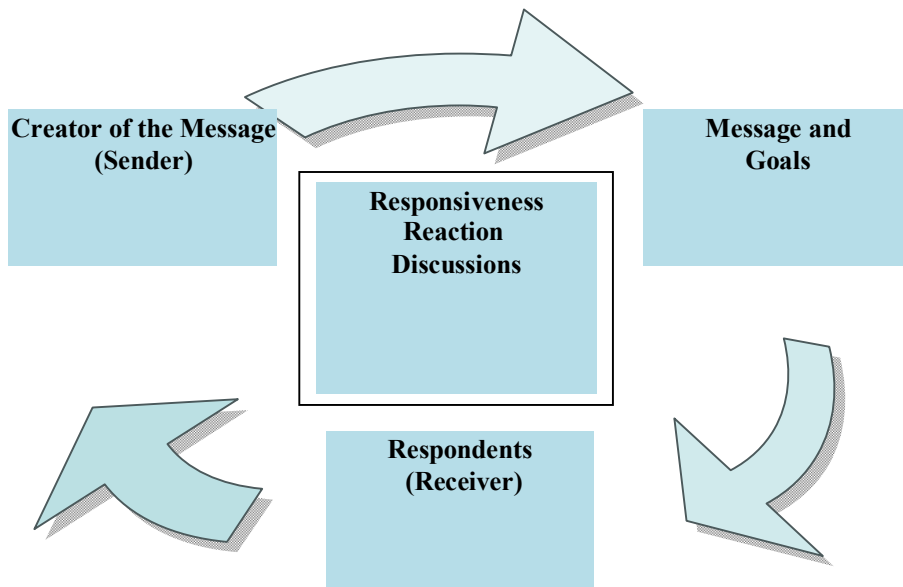 Creator of the Message
(Sender)
Message and
Goals
Responsiveness
Reaction
Discussions
Respondents
(Receiver)